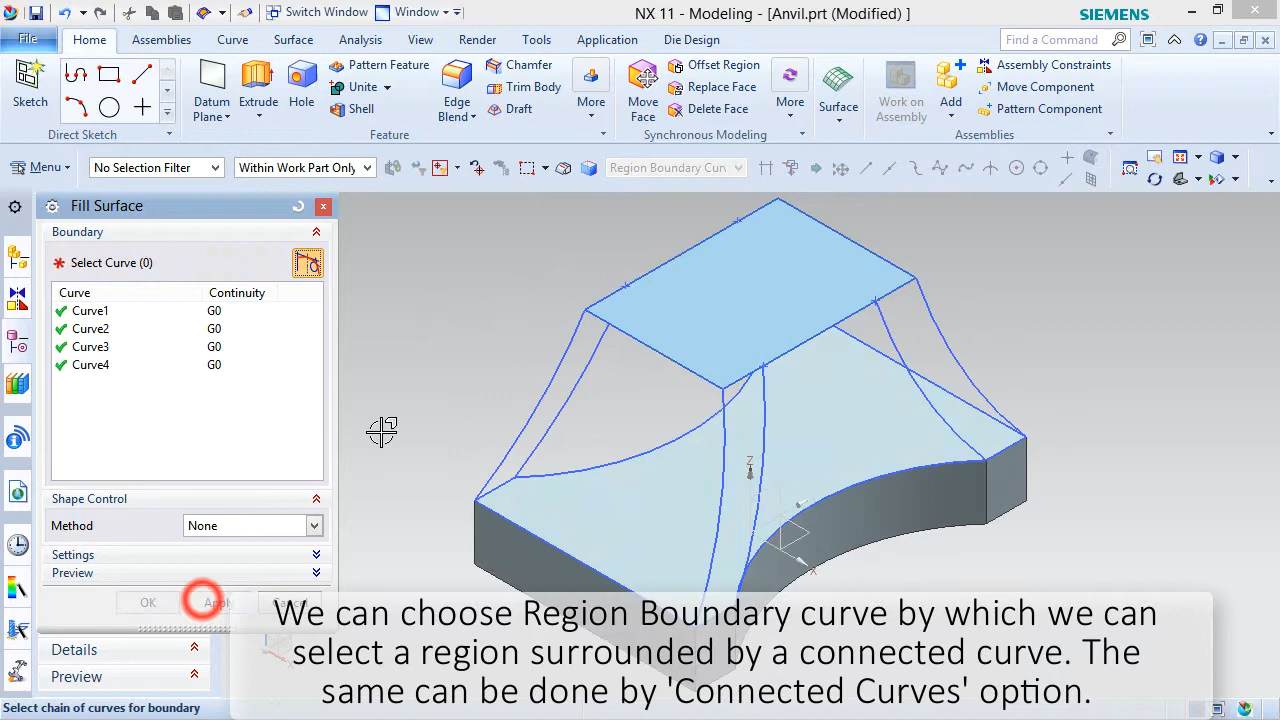 NX 11 - Modeling - [Anvil.prt (Modified) ]
SIEMENS
Switch Window
Window
File
Home
Assemblies
Curve
Surface
Analysis
View
Render
Tools
Application
Die Design
Find a Command
Sketch
Direct Sketch
Datum
Plane
Extrude
Hole
Pattern Feature
Unite
Shell
Edge
Blend
Chamfer
Trim Body
Draft
More
Feature
Move
Face
Offset Region
Replace Face
Delete Face
More
Synchronous Modeling
Surface
Work on
Assembly
Add
Assembly Constraints
Move Component
Pattern Component
Assemblies
Menu
No Selection Filter
Within Work Part Only
Region Boundary Cur
Fill Surface
Boundary
* Select Curve (0)
Curve Continuity
Curve1 G0
Curve2 G0
Curve3 G0
Curve4 G0
Shape Control
Method None
Settings
Preview
OK
Cancel
Details
Preview
Z
X
We can choose Region Boundary curve by which we can
select a region surrounded by a connected curve. The
same can be done by 'Connected Curves' option.
Select chain of curves for boundary